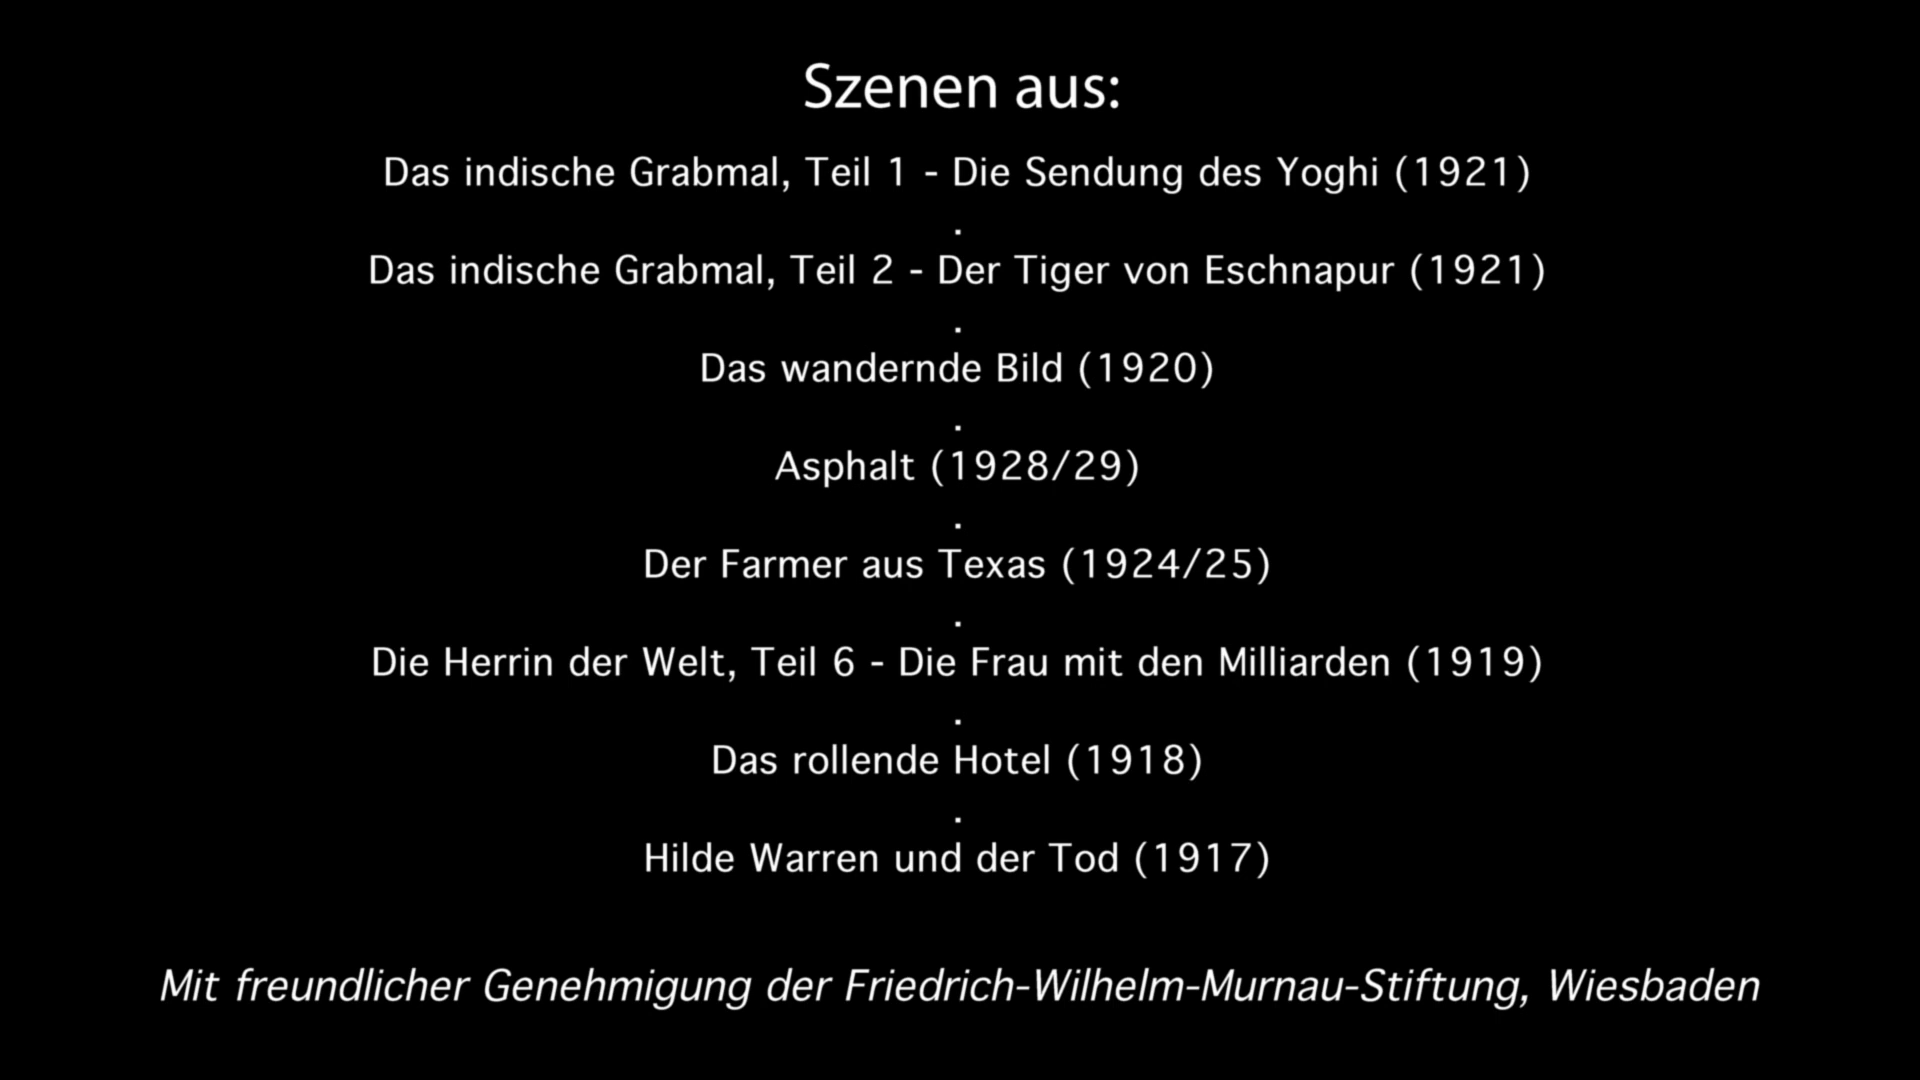 Szenen aus:
Das indische Grabmal, Teil 1 - Die Sendung des Yoghi (1921)
.
Das indische Grabmal, Teil 2 - Der Tiger von Eschnapur (1921)
.
Das wandernde Bild (1920)
.
Asphalt (1928/29)
.
Der Farmer aus Texas (1924/25)
.
Die Herrin der Welt, Teil 6 - Die Frau mit den Milliarden (1919)
.
Das rollende Hotel (1918)
.
Hilde Warren und der Tod (1917)
Mit freundlicher Genehmigung der Friedrich-Wilhelm-Murnau-Stiftung, Wiesbaden